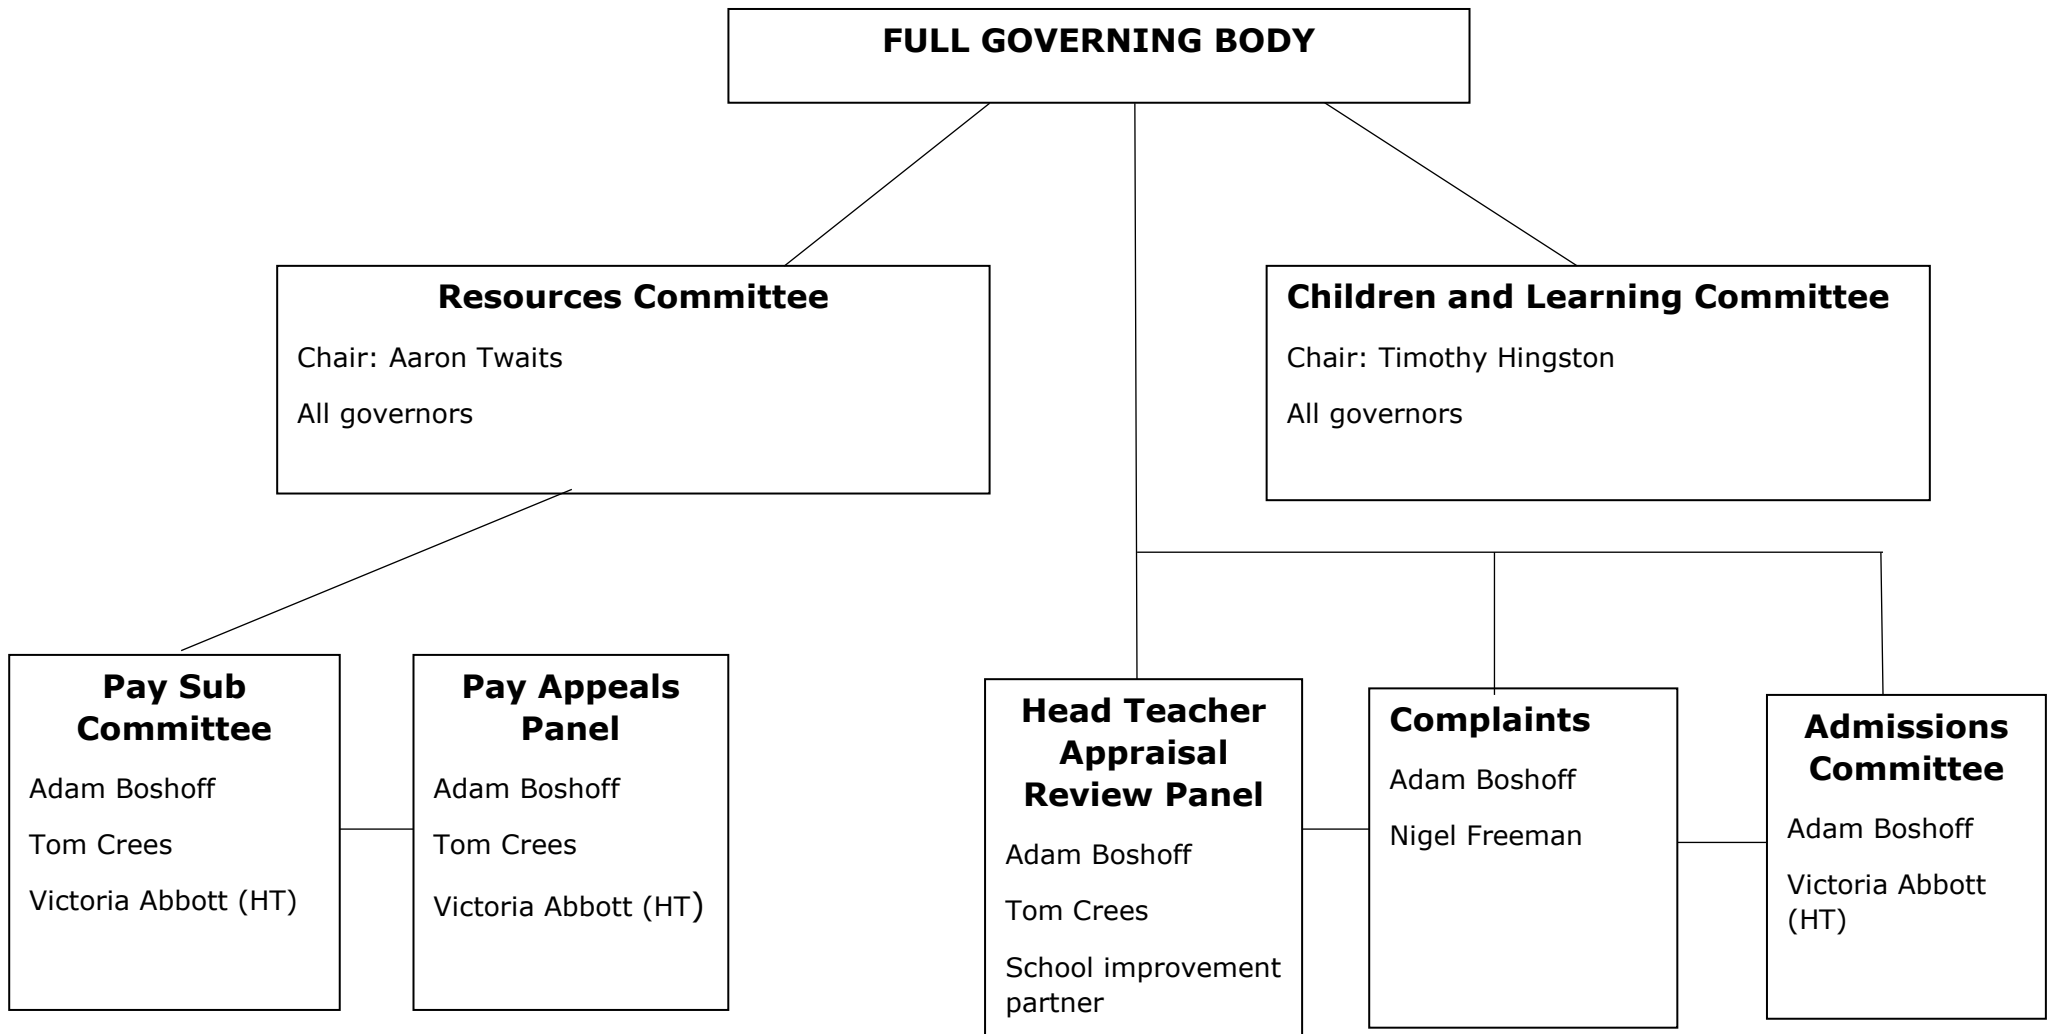 FULL GOVERNING BODY
Resources Committee
Chair: Aaron Twaits
All governors
Children and Learning Committee
Chair: Timothy Hingston
All governors
Pay Sub
Committee
Adam Boshoff
Tom Crees
Victoria Abbott (HT)
Pay Appeals
Panel
Adam Boshoff
Tom Crees
Victoria Abbott (HT)
Head Teacher
Appraisal
Review Panel
Adam Boshoff
Tom Crees
School improvement
partner
Complaints
Adam Boshoff
Nigel Freeman
Admissions
Committee
Adam Boshoff
Victoria Abbott
(HT)